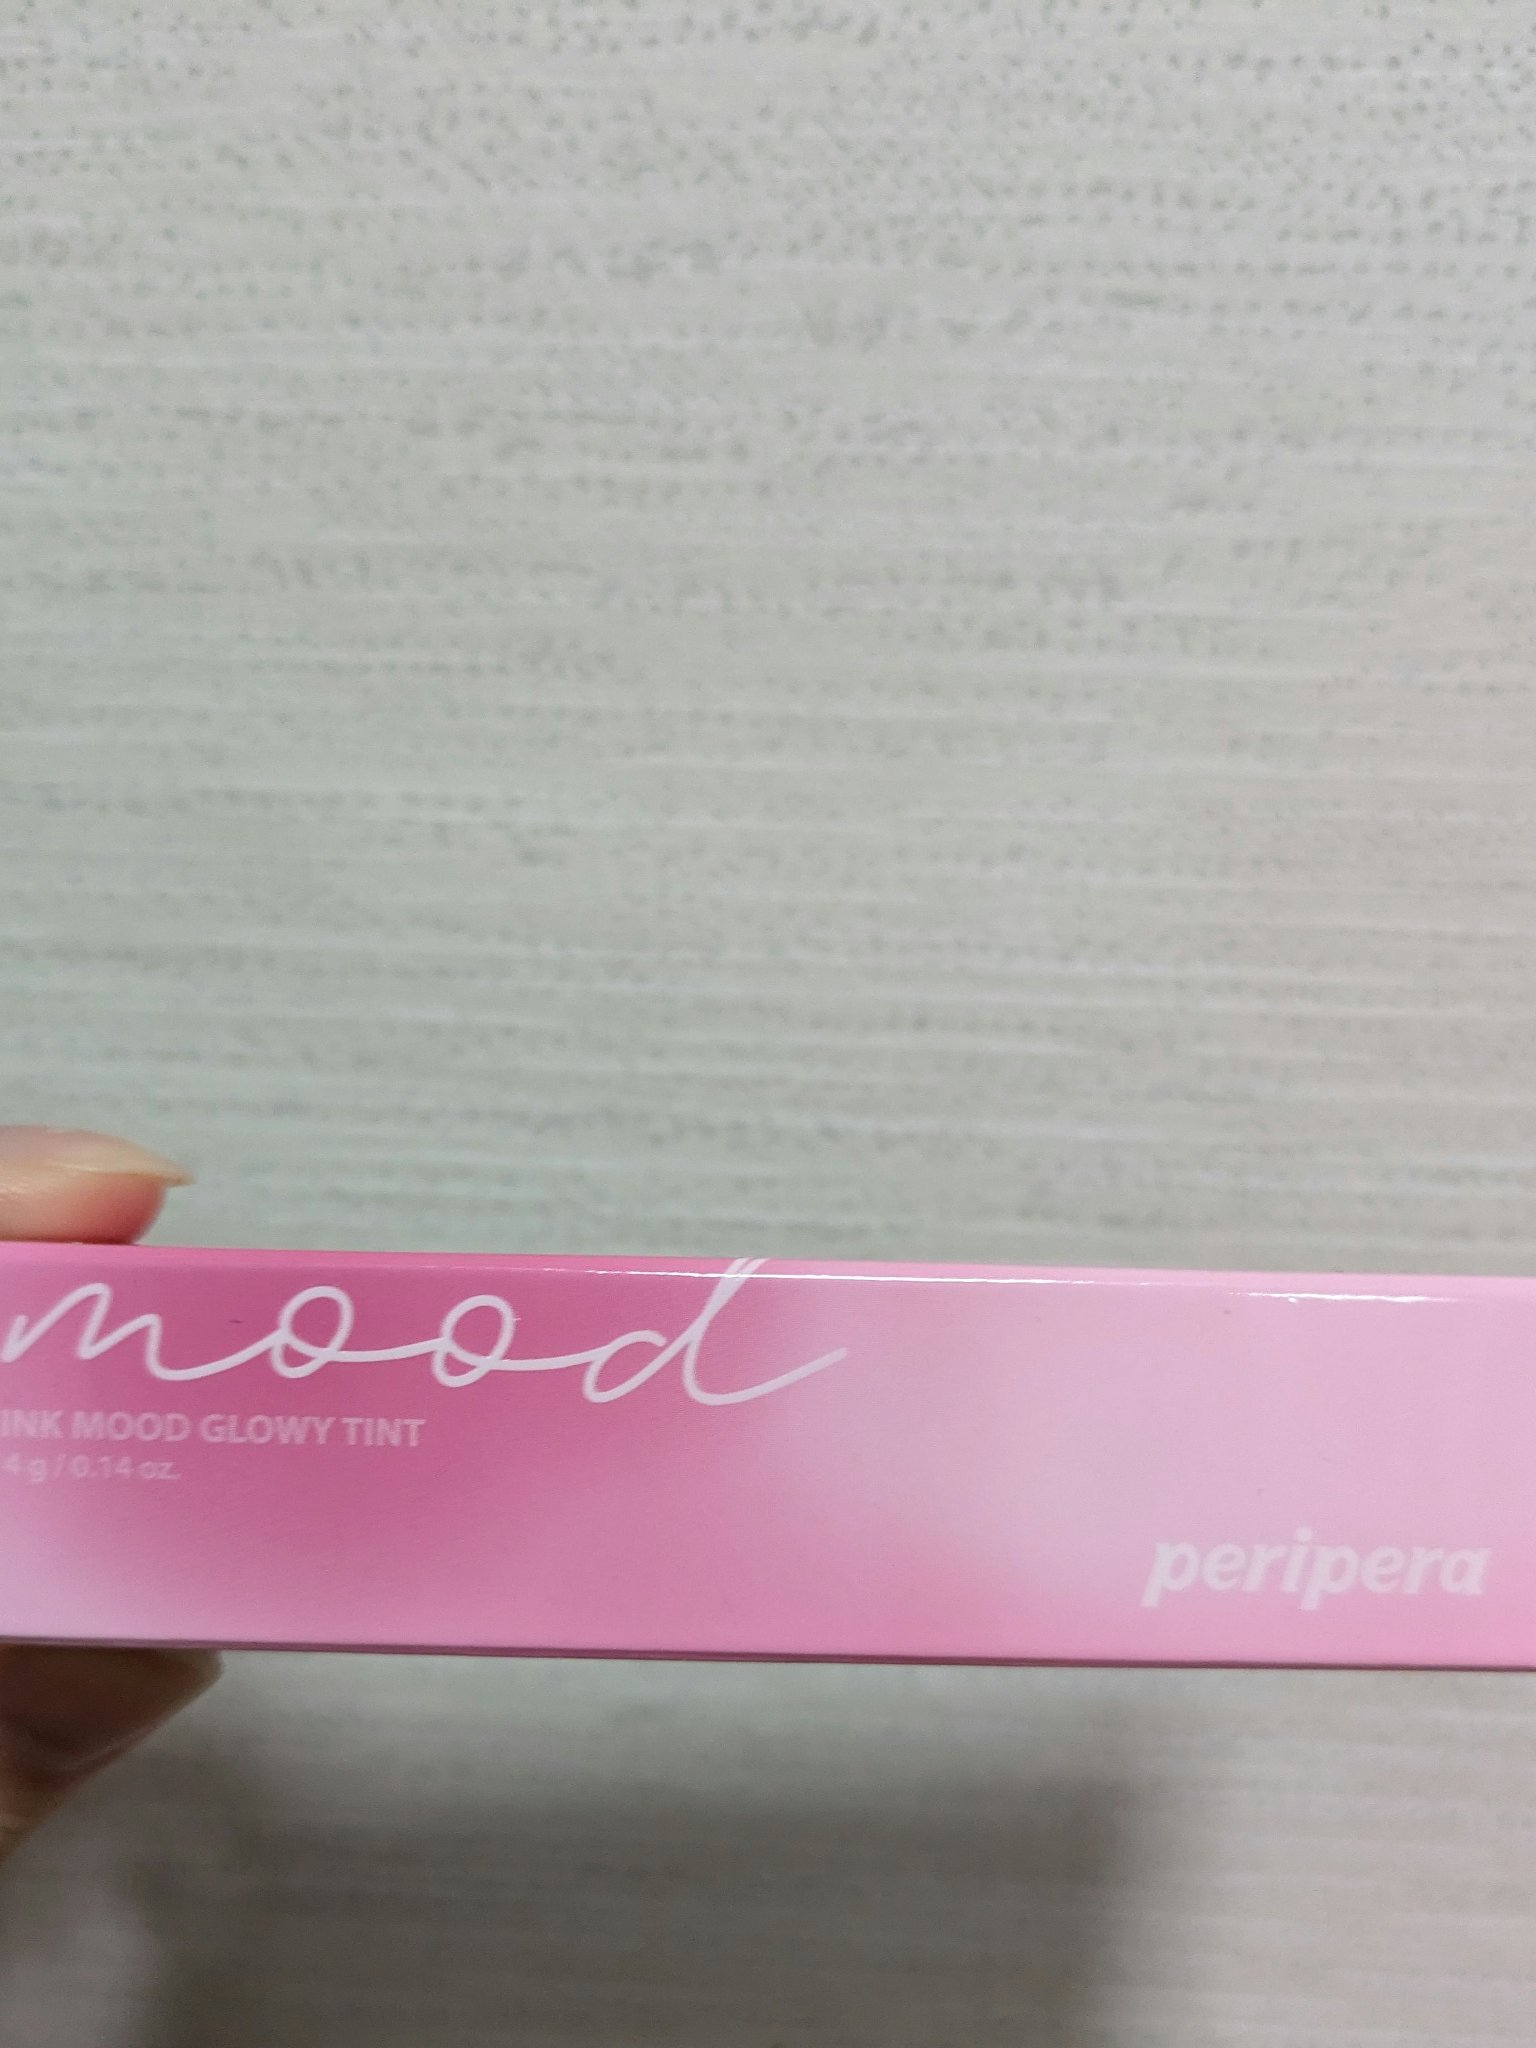 mood
INK MOOD GLOWY TINT
4 g / 0.14 oz.
peripera